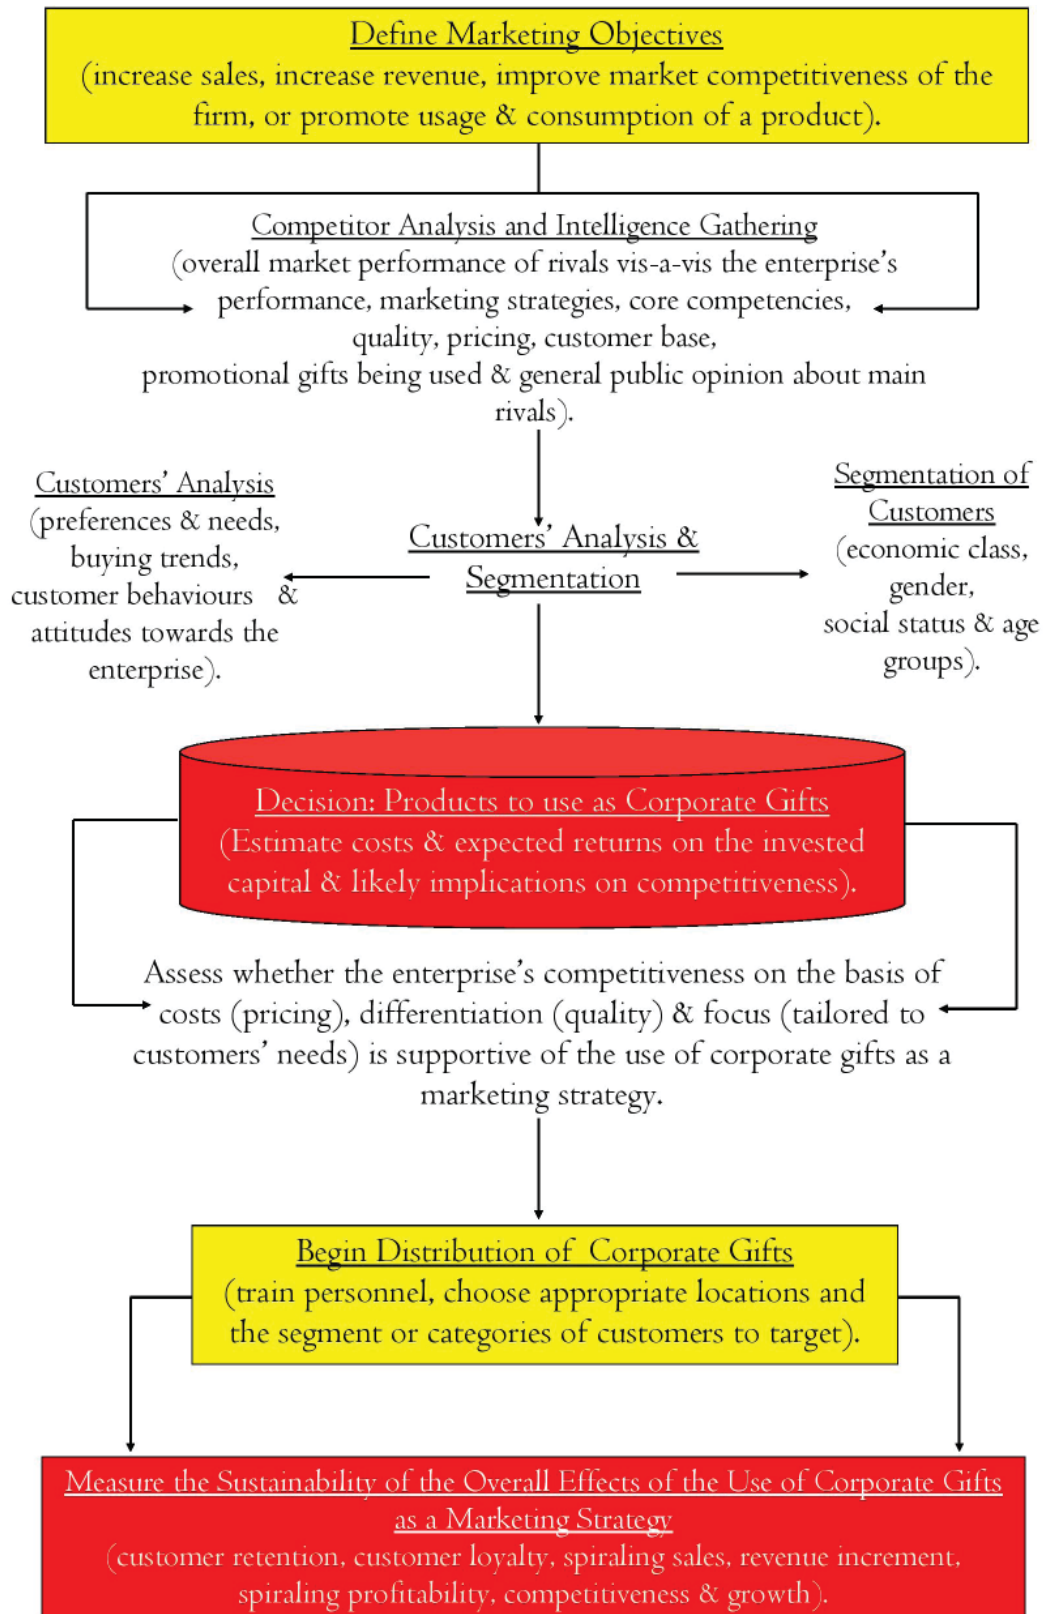 Define Marketing Objectives
(increase sales, increase revenue, improve market competitiveness of the
firm, or promote usage & consumption of a product).
Competitor Analysis and Intelligence Gathering
(overall market performance of rivals vis-a-vis the enterprise's
performance, marketing strategies, core competencies,
quality, pricing, customer base,
promotional gifts being used & general public opinion about main
rivals).
Customers' Analysis
(preferences & needs,
buying trends,
customer behaviours &
attitudes towards the
enterprise).
Customers' Analysis &
Segmentation
Segmentation of
Customers
(economic class,
gender,
social status & age
groups).
Decision: Products to use as Corporate Gifts
(Estimate costs & expected returns on the invested
capital & likely implications on competitiveness).
Assess whether the enterprise's competitiveness on the basis of
costs (pricing), differentiation (quality) & focus (tailored to
customers' needs) is supportive of the use of corporate gifts as a
marketing strategy.
Begin Distribution of Corporate Gifts
(train personnel, choose appropriate locations and
the segment or categories of customers to target).
Measure the Sustainability of the Overall Effects of the Use of Corporate Gifts
as a Marketing Strategy
(customer retention, customer loyalty, spiraling sales, revenue increment,
spiraling profitability, competitiveness & growth).